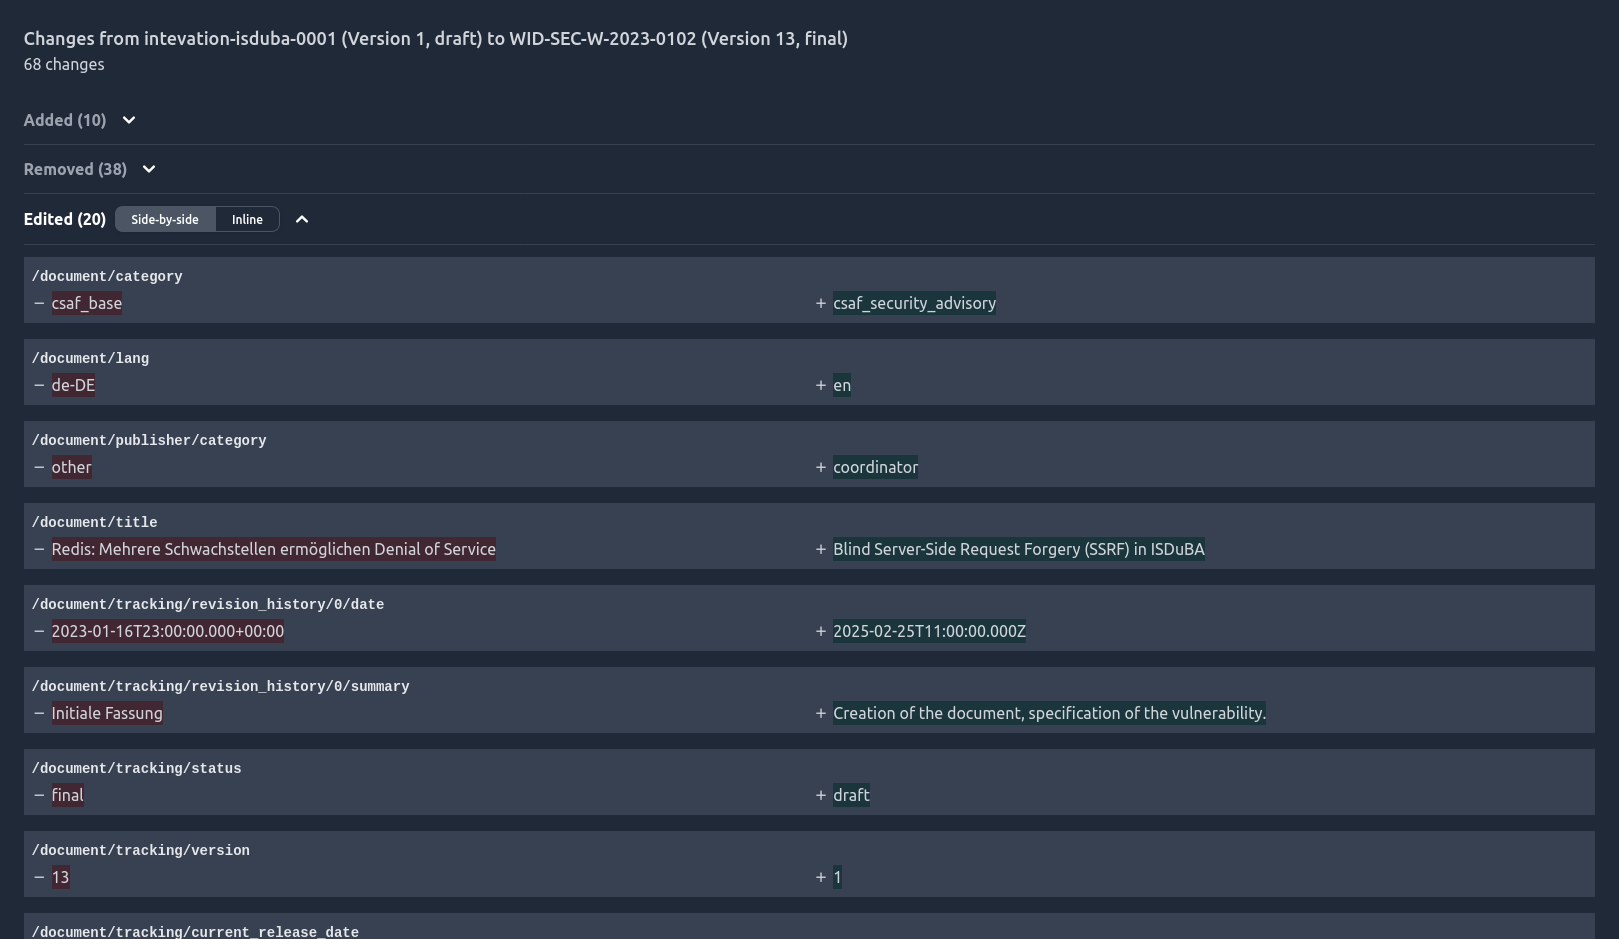 Changes from intevation-isduba-0001 (Version 1, draft) to WID-SEC-W-2023-0102 (Version 13, final)
68 changes
Added (10)
Removed (38)
Edited (20) Side-by-side Inline
/document/category
− csaf_base + csaf_security_advisory
/document/lang
− de-DE + en
/document/publisher/category
− other + coordinator
/document/title
− Redis: Mehrere Schwachstellen ermöglichen Denial of Service + Blind Server-Side Request Forgery (SSRF) in ISDuBA
/document/tracking/revision_history/0/date
− 2023-01-16T23:00:00.000+00:00 + 2025-02-25T11:00:00.000Z
/document/tracking/revision_history/0/summary
− Initiale Fassung + Creation of the document, specification of the vulnerability.
/document/tracking/status
− final + draft
/document/tracking/version
− 13 + 1
/document/tracking/current_release_date